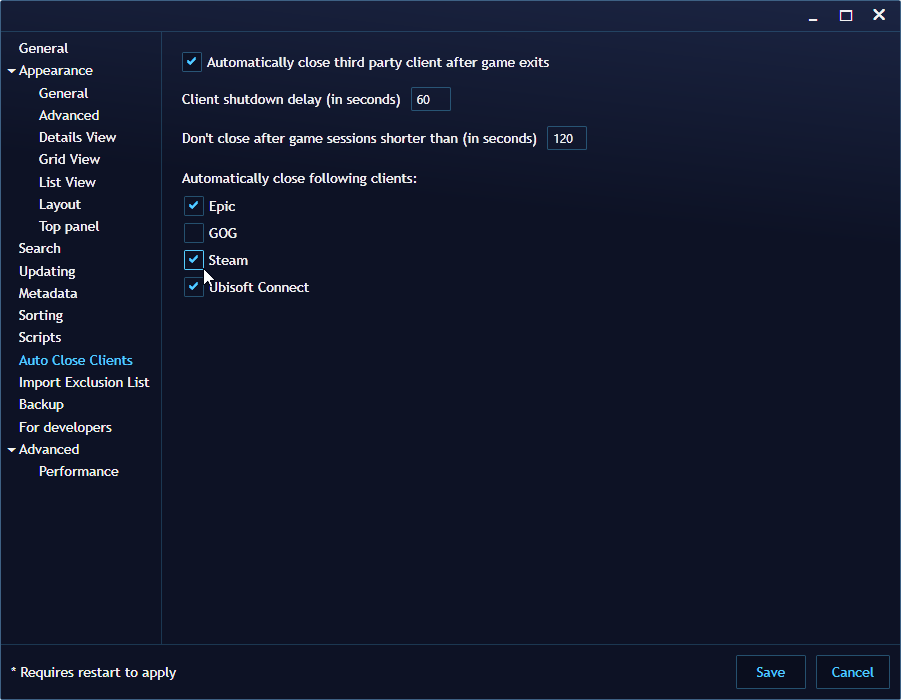 General
Appearance
General
Advanced
Details View
Grid View
List View
Layout
Top panel
Search
Updating
Metadata
Sorting
Scripts
Auto Close Clients
Import Exclusion List
Backup
For developers
Advanced
Performance
Automatically close third party client after game exits
Client shutdown delay (in seconds) 60
Don't close after game sessions shorter than (in seconds) 120
Automatically close following clients:
Epic
GOG
Steam
Ubisoft Connect
* Requires restart to apply
Save Cancel